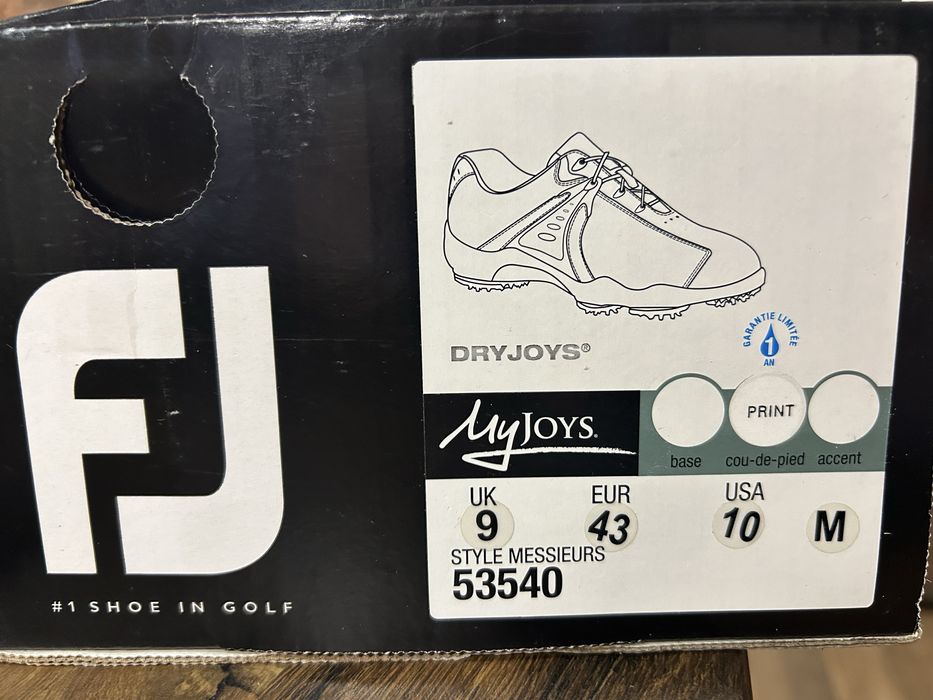 FJ
#1 SHOE IN GOLF
DRYJOYS®
GARANTIE LIMITÉE
1
AN
MyJOYS®
PRINT
base cou-de-pied accent
UK EUR USA
9 43 10 M
STYLE MESSIEURS
53540